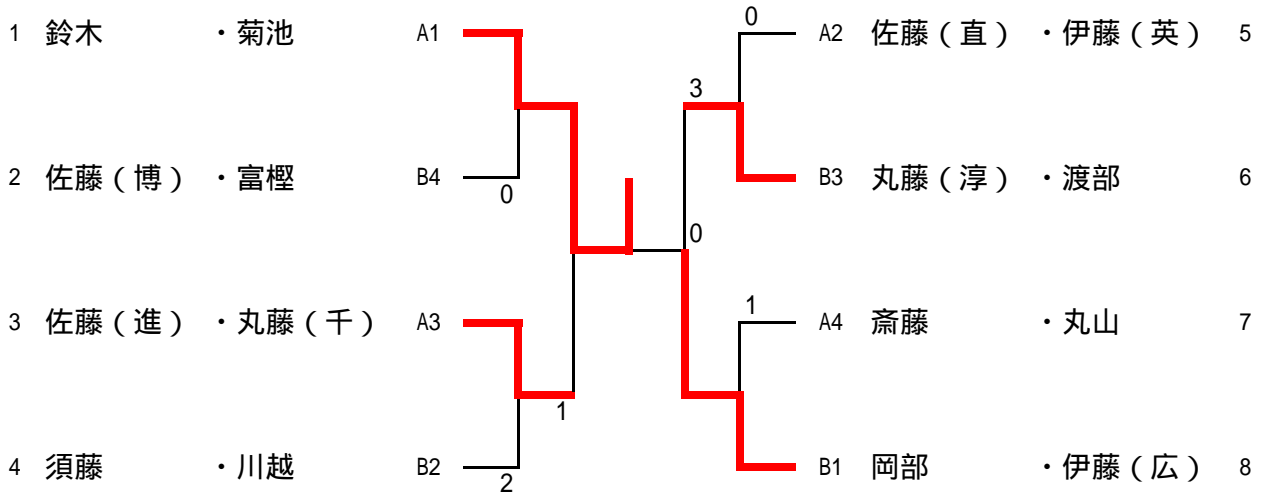 0
1 鈴木 ・菊池 A1 A2 佐藤(直) ・伊藤(英) 5
3
2 佐藤(博) ・富樫 B4 B3 丸藤(淳) ・渡部 6
0
0
1
3 佐藤(進) ・丸藤(千) A3 A4 斎藤 ・丸山 7
1
4 須藤 ・川越 B2 B1 岡部 ・伊藤(広) 8
2